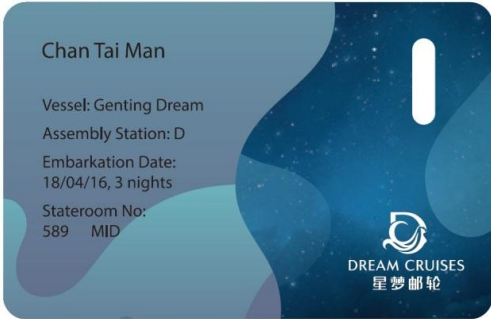 Chan Tai Man
Vessel: Genting Dream
Assembly Station: D
Embarkation Date:
18/04/16, 3 nights
Stateroom No:
589 MID
DREAM CRUISES
星梦邮轮